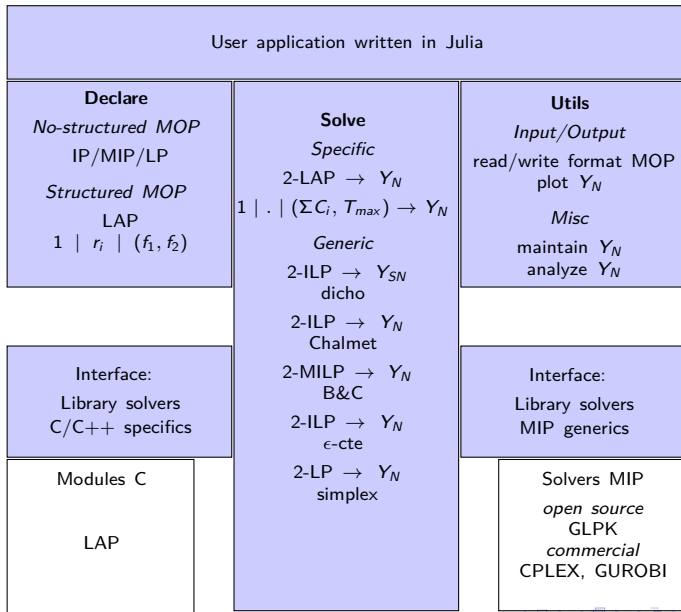 User application written in Julia
Declare
No-structured MOP
IP/MIP/LP
Structured MOP
LAP
1 | r_i | (f_1, f_2)
Solve
Specific
2-LAP → Y_N
1 | . | (ΣC_i, T_max) → Y_N
Generic
2-ILP → Y_SN
dicho
2-ILP → Y_N
Chalmet
2-MILP → Y_N
B&C
2-ILP → Y_N
ϵ-cte
2-LP → Y_N
simplex
Utils
Input/Output
read/write format MOP
plot Y_N
Misc
maintain Y_N
analyze Y_N
Interface:
Library solvers
C/C++ specifics
Interface:
Library solvers
MIP generics
Modules C
LAP
Solvers MIP
open source
GLPK
commercial
CPLEX, GUROBI